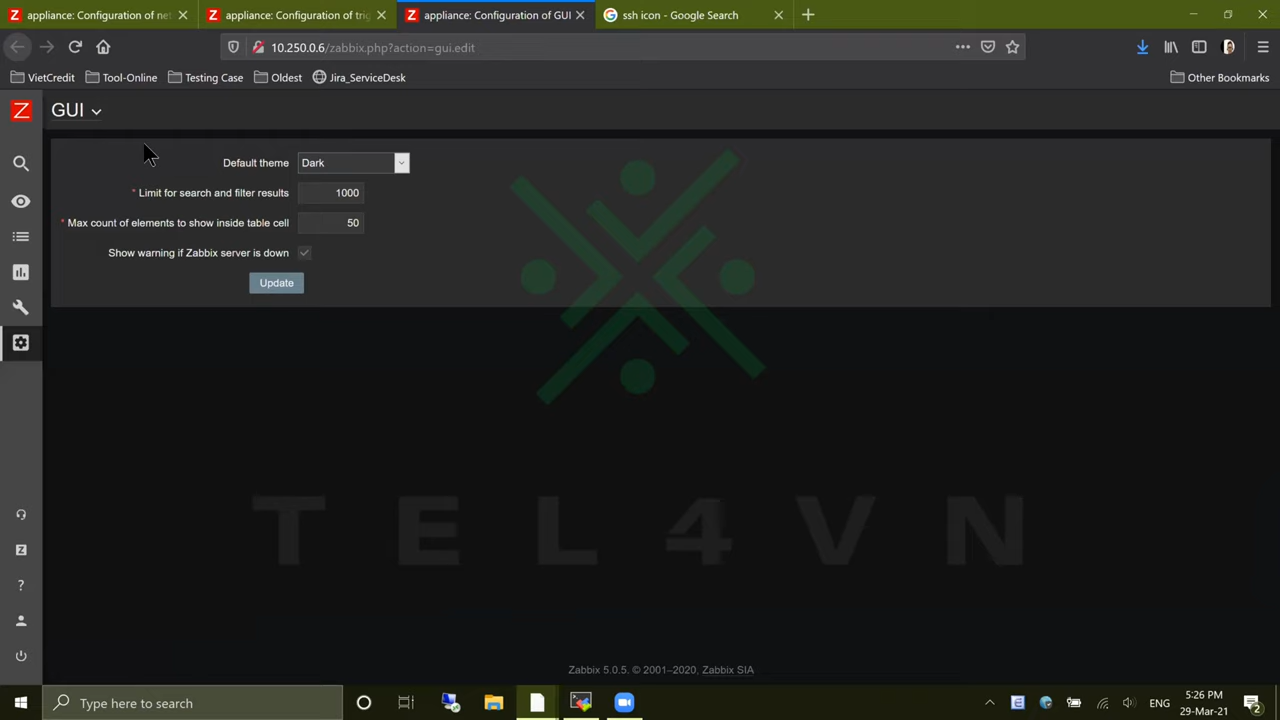 Z appliance: Configuration of net
Z appliance: Configuration of trig
Z appliance: Configuration of GUI
G ssh icon - Google Search
10.250.0.6/zabbix.php?action=gui.edit
VietCredit
Tool-Online
Testing Case
Oldest
Jira_ServiceDesk
Other Bookmarks
Z
GUI
Default theme Dark
* Limit for search and filter results 1000
* Max count of elements to show inside table cell 50
Show warning if Zabbix server is down
Update
TEL4VN
Z
?
Zabbix 5.0.5. © 2001–2020, Zabbix SIA
Type here to search
ENG
5:26 PM
29-Mar-21
2